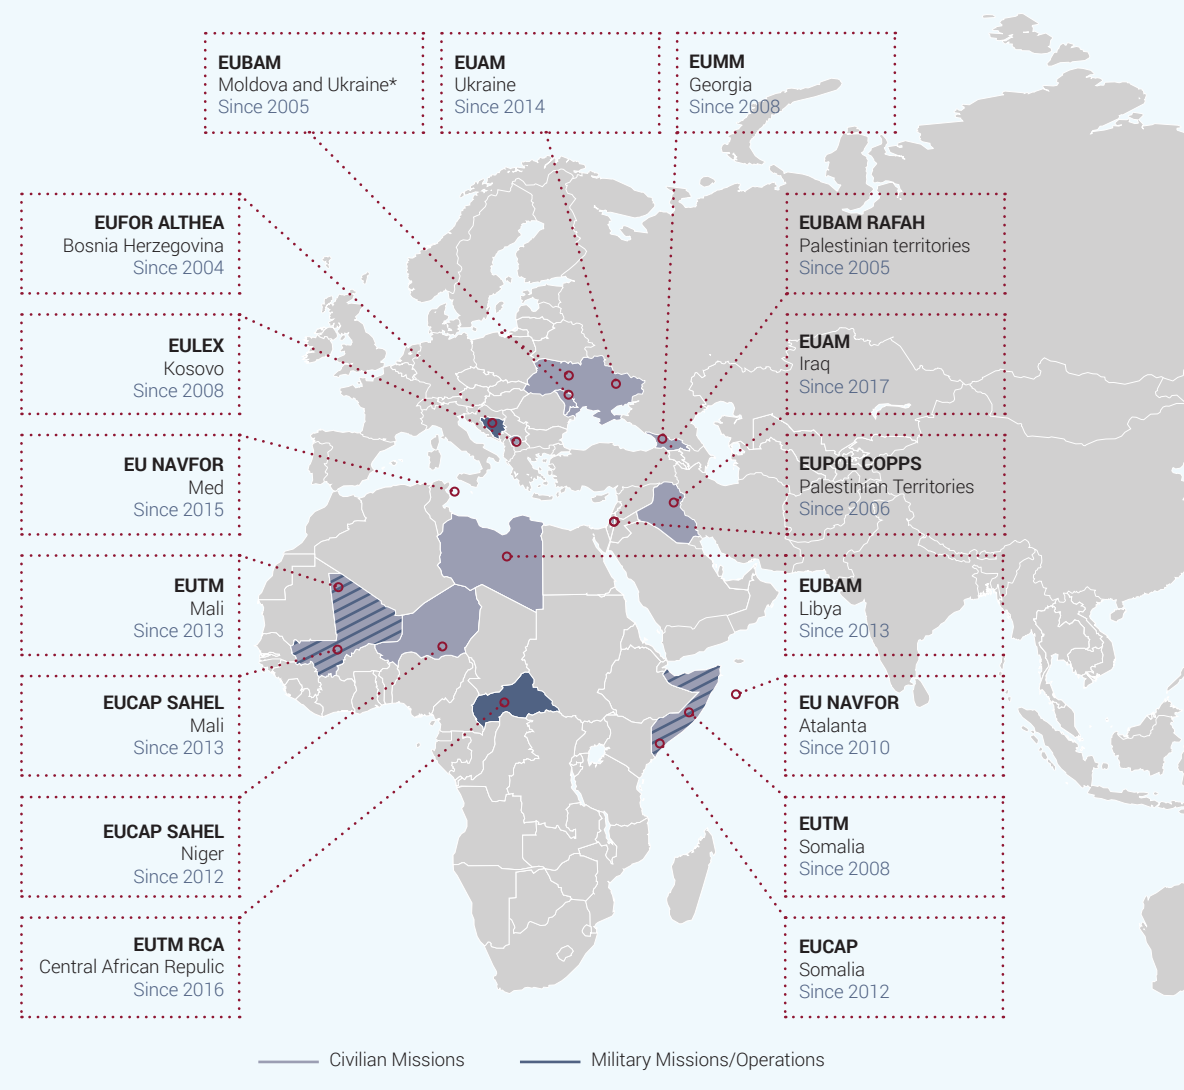 EUBAM
Moldova and Ukraine*
Since 2005
EUAM
Ukraine
Since 2014
EUMM
Georgia
Since 2008
EUFOR ALTHEA
Bosnia Herzegovina
Since 2004
EULEX
Kosovo
Since 2008
EU NAVFOR
Med
Since 2015
EUTM
Mali
Since 2013
EUCAP SAHEL
Mali
Since 2013
EUCAP SAHEL
Niger
Since 2012
EUTM RCA
Central African Repulic
Since 2016
EUBAM RAFAH
Palestinian territories
Since 2005
EUAM
Iraq
Since 2017
EUPOL COPPS
Palestinian Territories
Since 2006
EUBAM
Libya
Since 2013
EU NAVFOR
Atalanta
Since 2010
EUTM
Somalia
Since 2008
EUCAP
Somalia
Since 2012
Civilian Missions
Military Missions/Operations